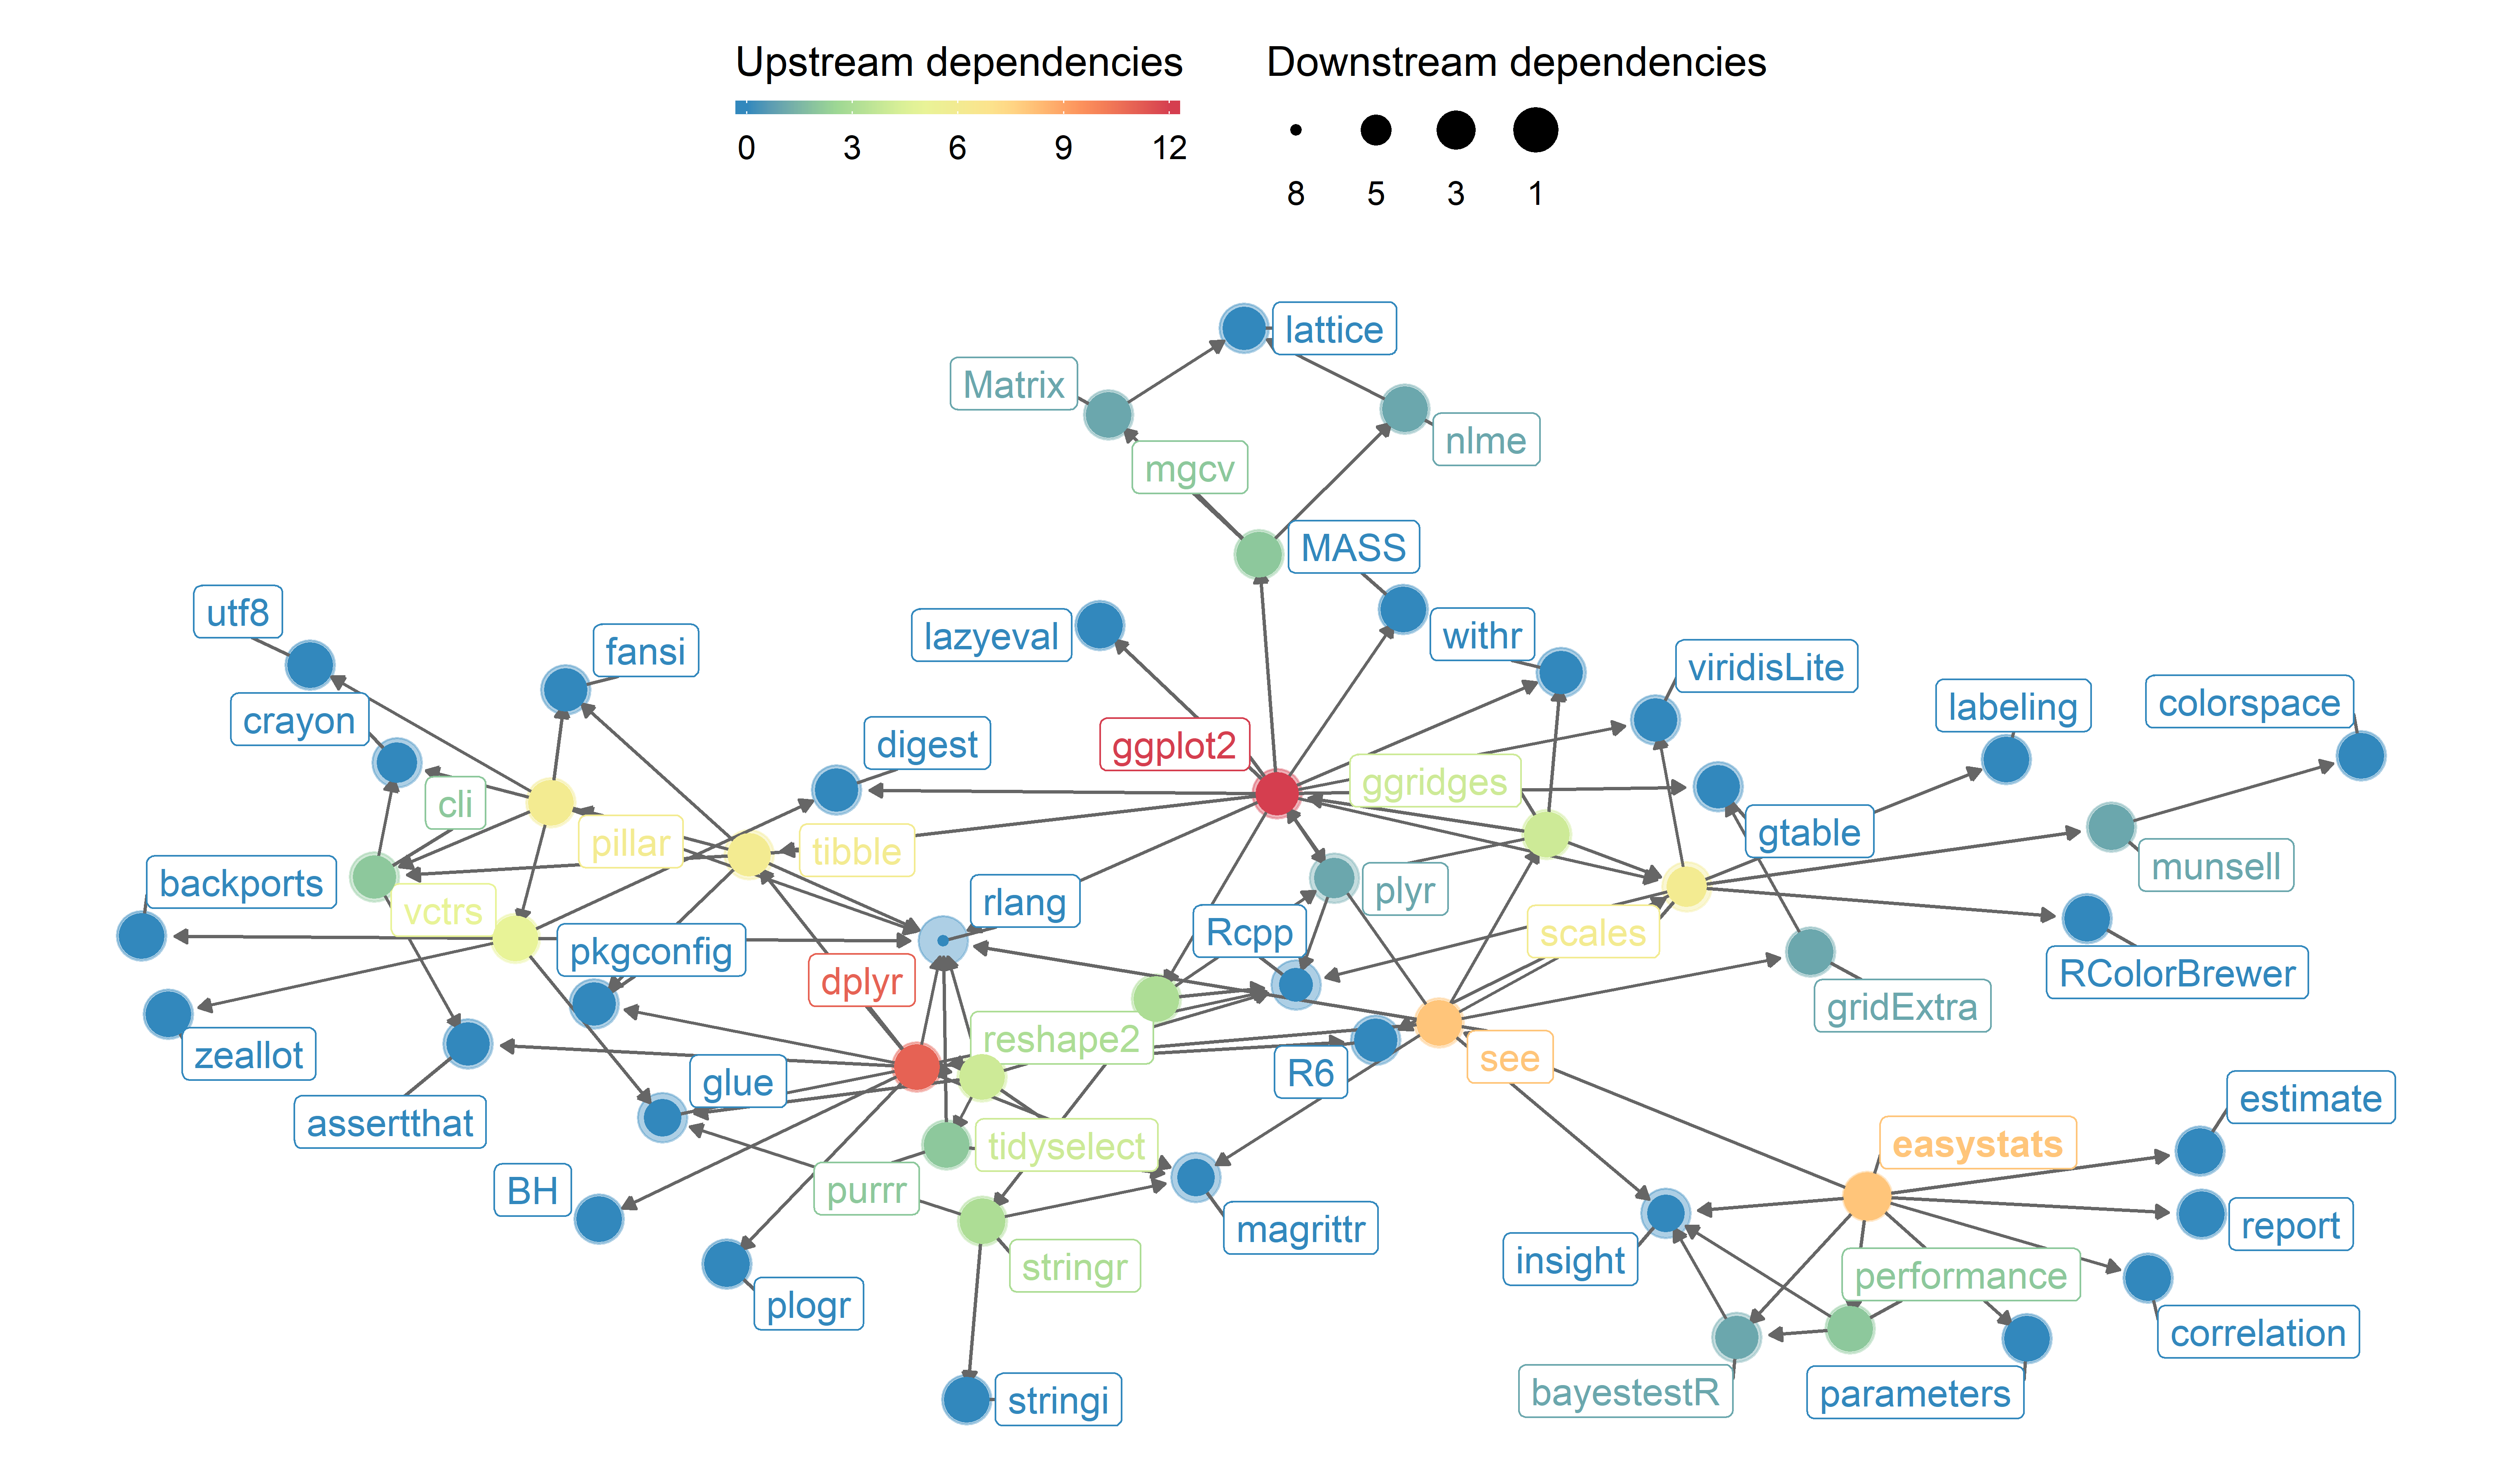 Upstream dependencies
0 3 6 9 12
Downstream dependencies
8 5 3 1
lattice
Matrix
nlme
mgcv
MASS
utf8
lazyeval
withr
fansi
viridisLite
crayon
labeling
colorspace
digest
ggplot2
ggridges
cli
pillar
tibble
gtable
munsell
backports
vctrs
rlang
plyr
pkgconfig
Rcpp
scales
RColorBrewer
dplyr
gridExtra
zeallot
reshape2
see
glue
R6
estimate
assertthat
tidyselect
easystats
BH
purrr
magrittr
report
insight
stringr
performance
plogr
correlation
stringi
bayestestR
parameters